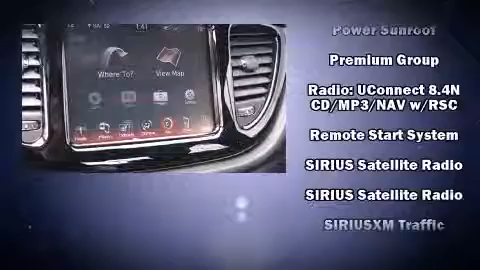 Power Sunroof
Premium Group
Radio: UConnect 8.4N
CD/MP3/NAV w/RSC
Remote Start System
SIRIUS Satellite Radio
SIRIUS Satellite Radio
SIRIUSXM Traffic
Where To?
View Map